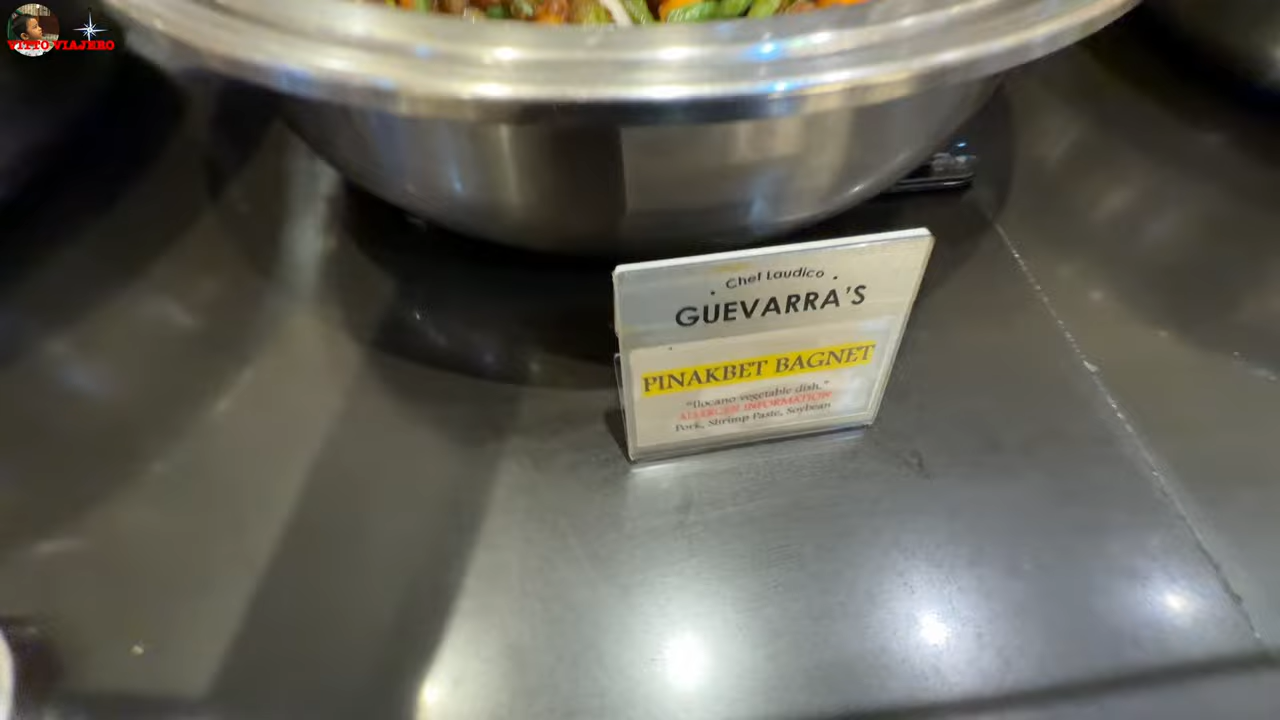 VITTO VIAJERO
• Chef Laudico •
GUEVARRA'S
PINAKBET BAGNET
"Ilocano vegetable dish."
ALLERGEN INFORMATION
Pork, Shrimp Paste, Soybean